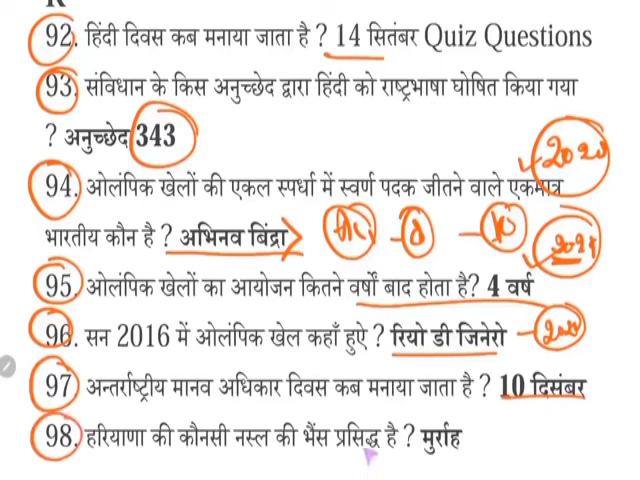 92. हिंदी दिवस कब मनाया जाता है ? 14 सितंबर Quiz Questions
93. संविधान के किस अनुच्छेद द्वारा हिंदी को राष्ट्रभाषा घोषित किया गया
? अनुच्छेद 343
94. ओलंपिक खेलों की एकल स्पर्धा में स्वर्ण पदक जीतने वाले एकमात्र
भारतीय कौन है ? अभिनव बिंद्रा
95. ओलंपिक खेलों का आयोजन कितने वर्षों बाद होता है? 4 वर्ष
96. सन 2016 में ओलंपिक खेल कहाँ हुऐ ? रियो डी जिनेरो
97. अन्तर्राष्ट्रीय मानव अधिकार दिवस कब मनाया जाता है ? 10 दिसंबर
98. हरियाणा की कौनसी नस्ल की भैंस प्रसिद्ध है ? मुर्राह